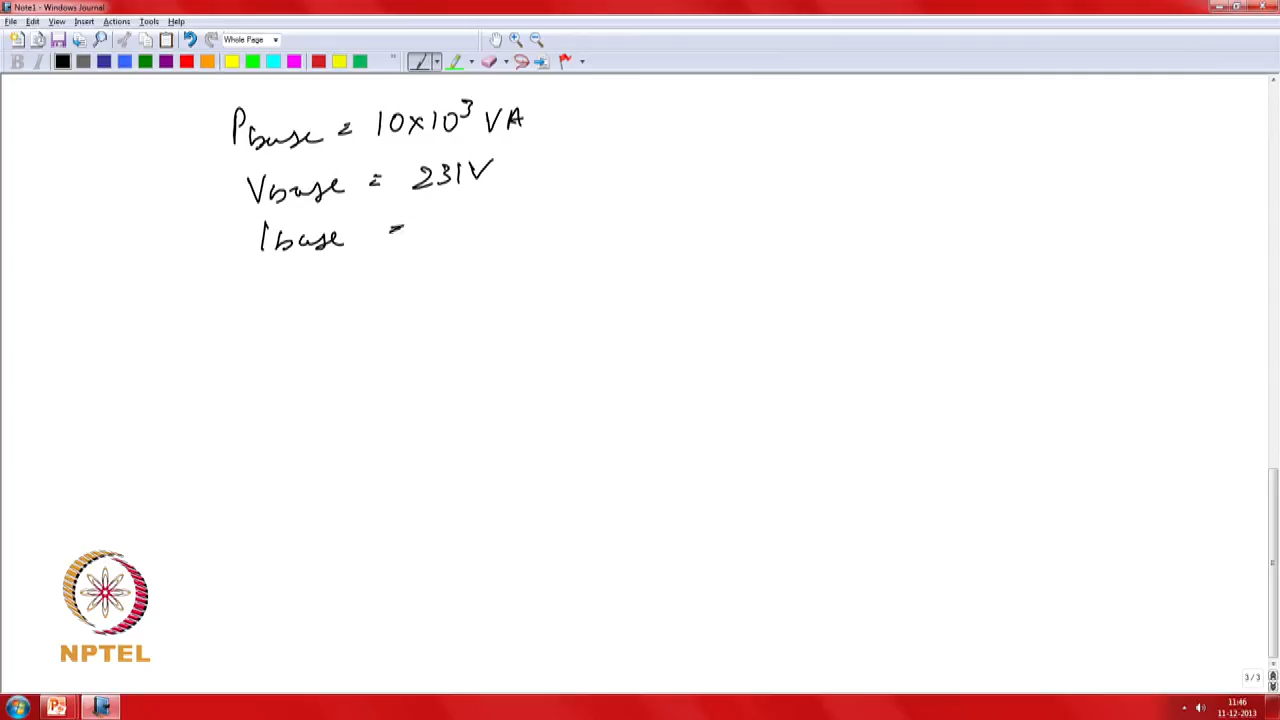 Note1 - Windows Journal
File Edit View Insert Actions Tools Help
Whole Page
B I
Pbase = 10×10³ VA
Vbase = 231V
Ibase =
NPTEL
3 / 3
11:46
11-12-2013